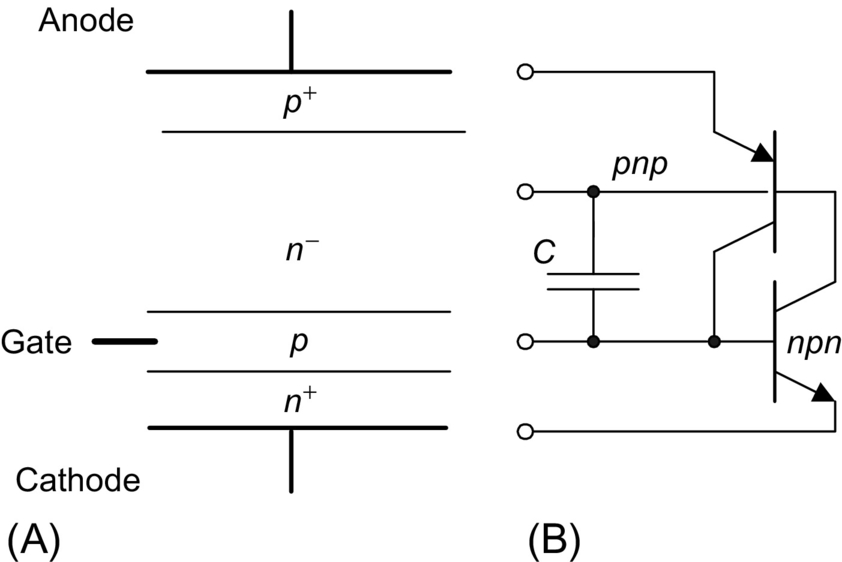 Anode
p⁺
n⁻
Gate
p
n⁺
Cathode
(A)
pnp
C
npn
(B)